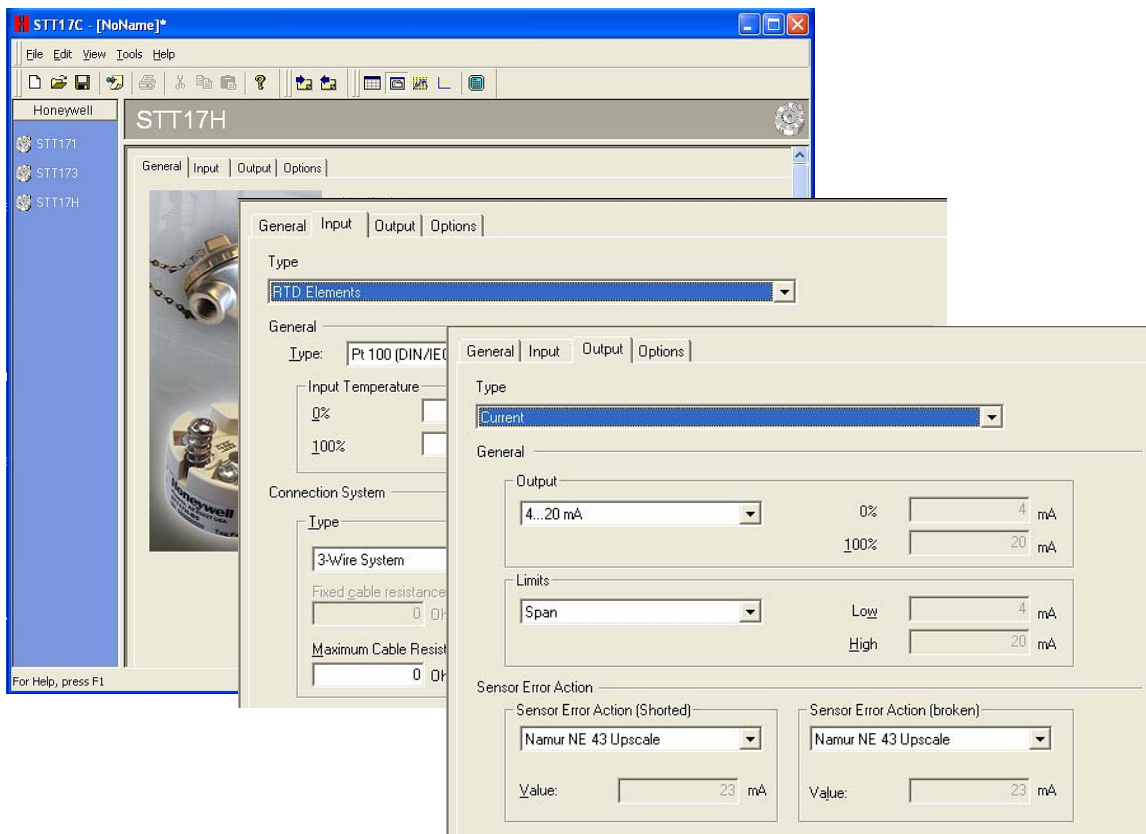 STT17C - [NoName]*
File Edit View Tools Help
Honeywell
STT17H
STT171
STT173
STT17H
General Input Output Options
For Help, press F1
Honeywell
General Input Output Options
Type
RTD Elements
General
Type: Pt 100 (DIN/IEC
Input Temperature
0%
100%
Connection System
Type
3-Wire System
Fixed cable resistance
0 Oh
Maximum Cable Resist
0 Oh
General Input Output Options
Type
Current
General
Output
4...20 mA 0% 4 mA
100% 20 mA
Limits
Span Low 4 mA
High 20 mA
Sensor Error Action
Sensor Error Action (Shorted) Sensor Error Action (broken)
Namur NE 43 Upscale Namur NE 43 Upscale
Value: 23 mA Value: 23 mA